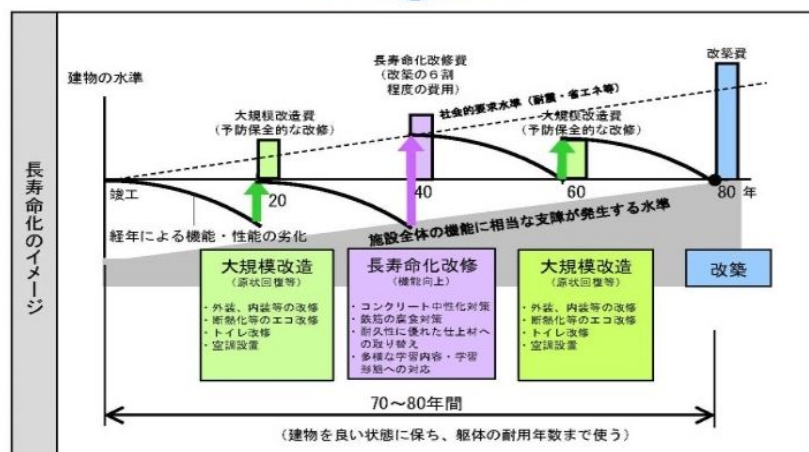 長寿命化のイメージ
建物の水準
大規模改造費
(予防保全的な改修)
長寿命化改修費
(改築の6割
程度の費用)
社会的要求水準(耐震・省エネ等)
大規模改造費
(予防保全的な改修)
改築費
竣工
20
40
60
80 年
経年による機能・性能の劣化
施設全体の機能に相当な支障が発生する水準
大規模改造
(原状回復等)
・外装、内装等の改修
・断熱化等のエコ改修
・トイレ改修
・空調設置
長寿命化改修
(機能向上)
・コンクリート中性化対策
・鉄筋の腐食対策
・耐久性に優れた仕上材へ
の取り替え
・多様な学習内容・学習
形態への対応
大規模改造
(原状回復等)
・外装、内装等の改修
・断熱化等のエコ改修
・トイレ改修
・空調設置
改築
70～80年間
(建物を良い状態に保ち、躯体の耐用年数まで使う)